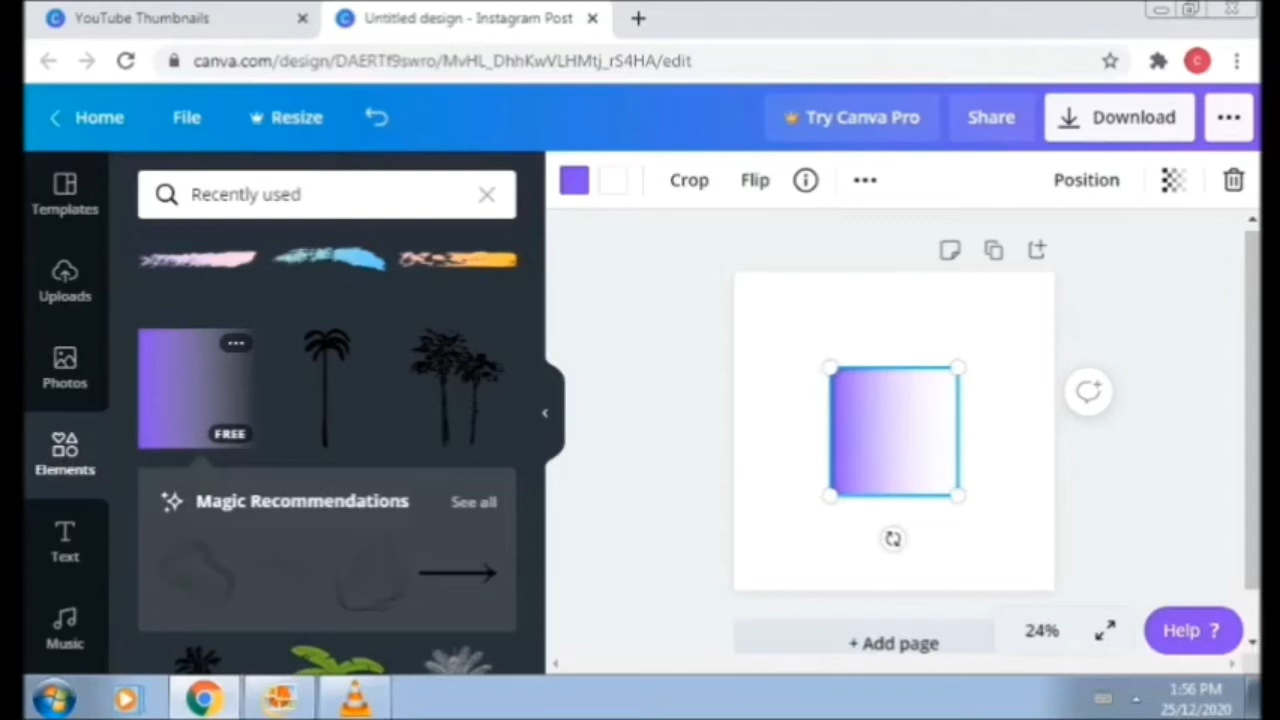 YouTube Thumbnails
Untitled design - Instagram Post
canva.com/design/DAERTf9swro/MvHL_DhhKwVLHMtj_rS4HA/edit
C
Home
File
Resize
Try Canva Pro
Share
Download
Templates
Recently used
Crop
Flip
Position
Uploads
Photos
FREE
Elements
Magic Recommendations
See all
Text
Music
+ Add page
24%
Help ?
1:56 PM
25/12/2020